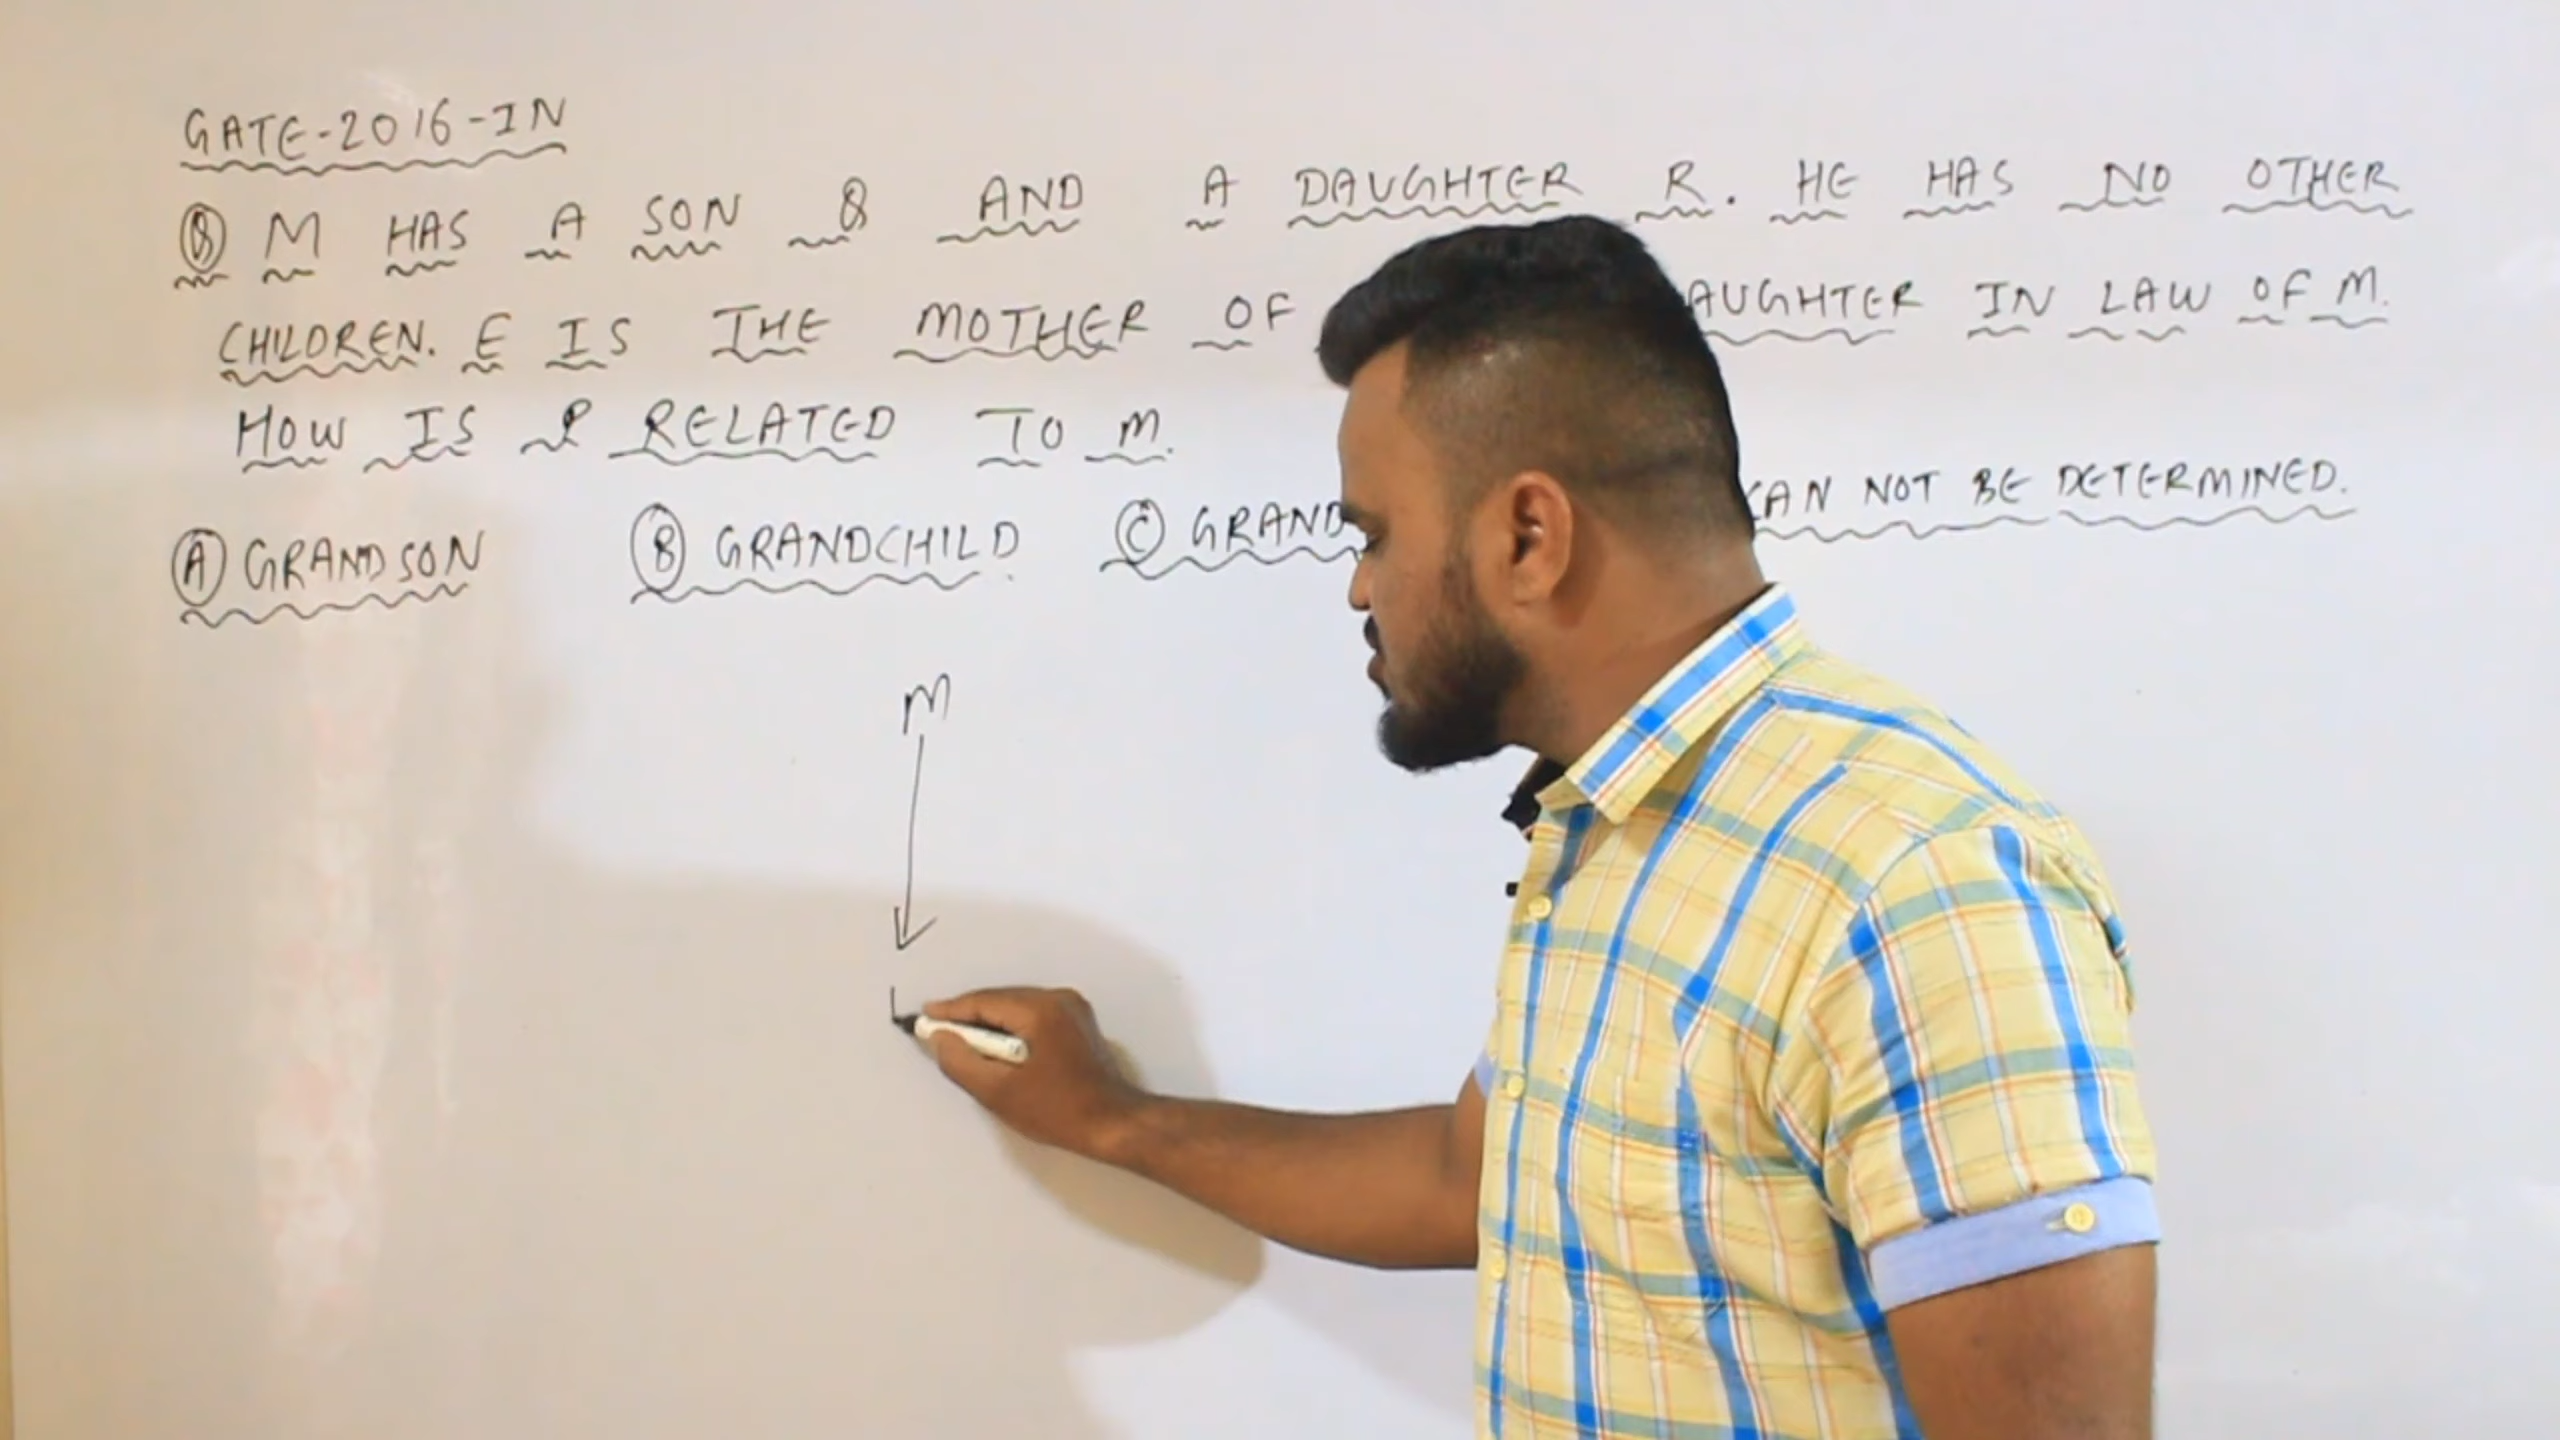 GATE-2016-IN
Q M HAS A SON Q AND A DAUGHTER R. HE HAS NO OTHER
CHILDREN. E IS THE MOTHER OF AUGHTER IN LAW OF M.
HOW IS P RELATED TO M.
A GRANDSON B GRANDCHILD C GRAND CAN NOT BE DETERMINED.
M